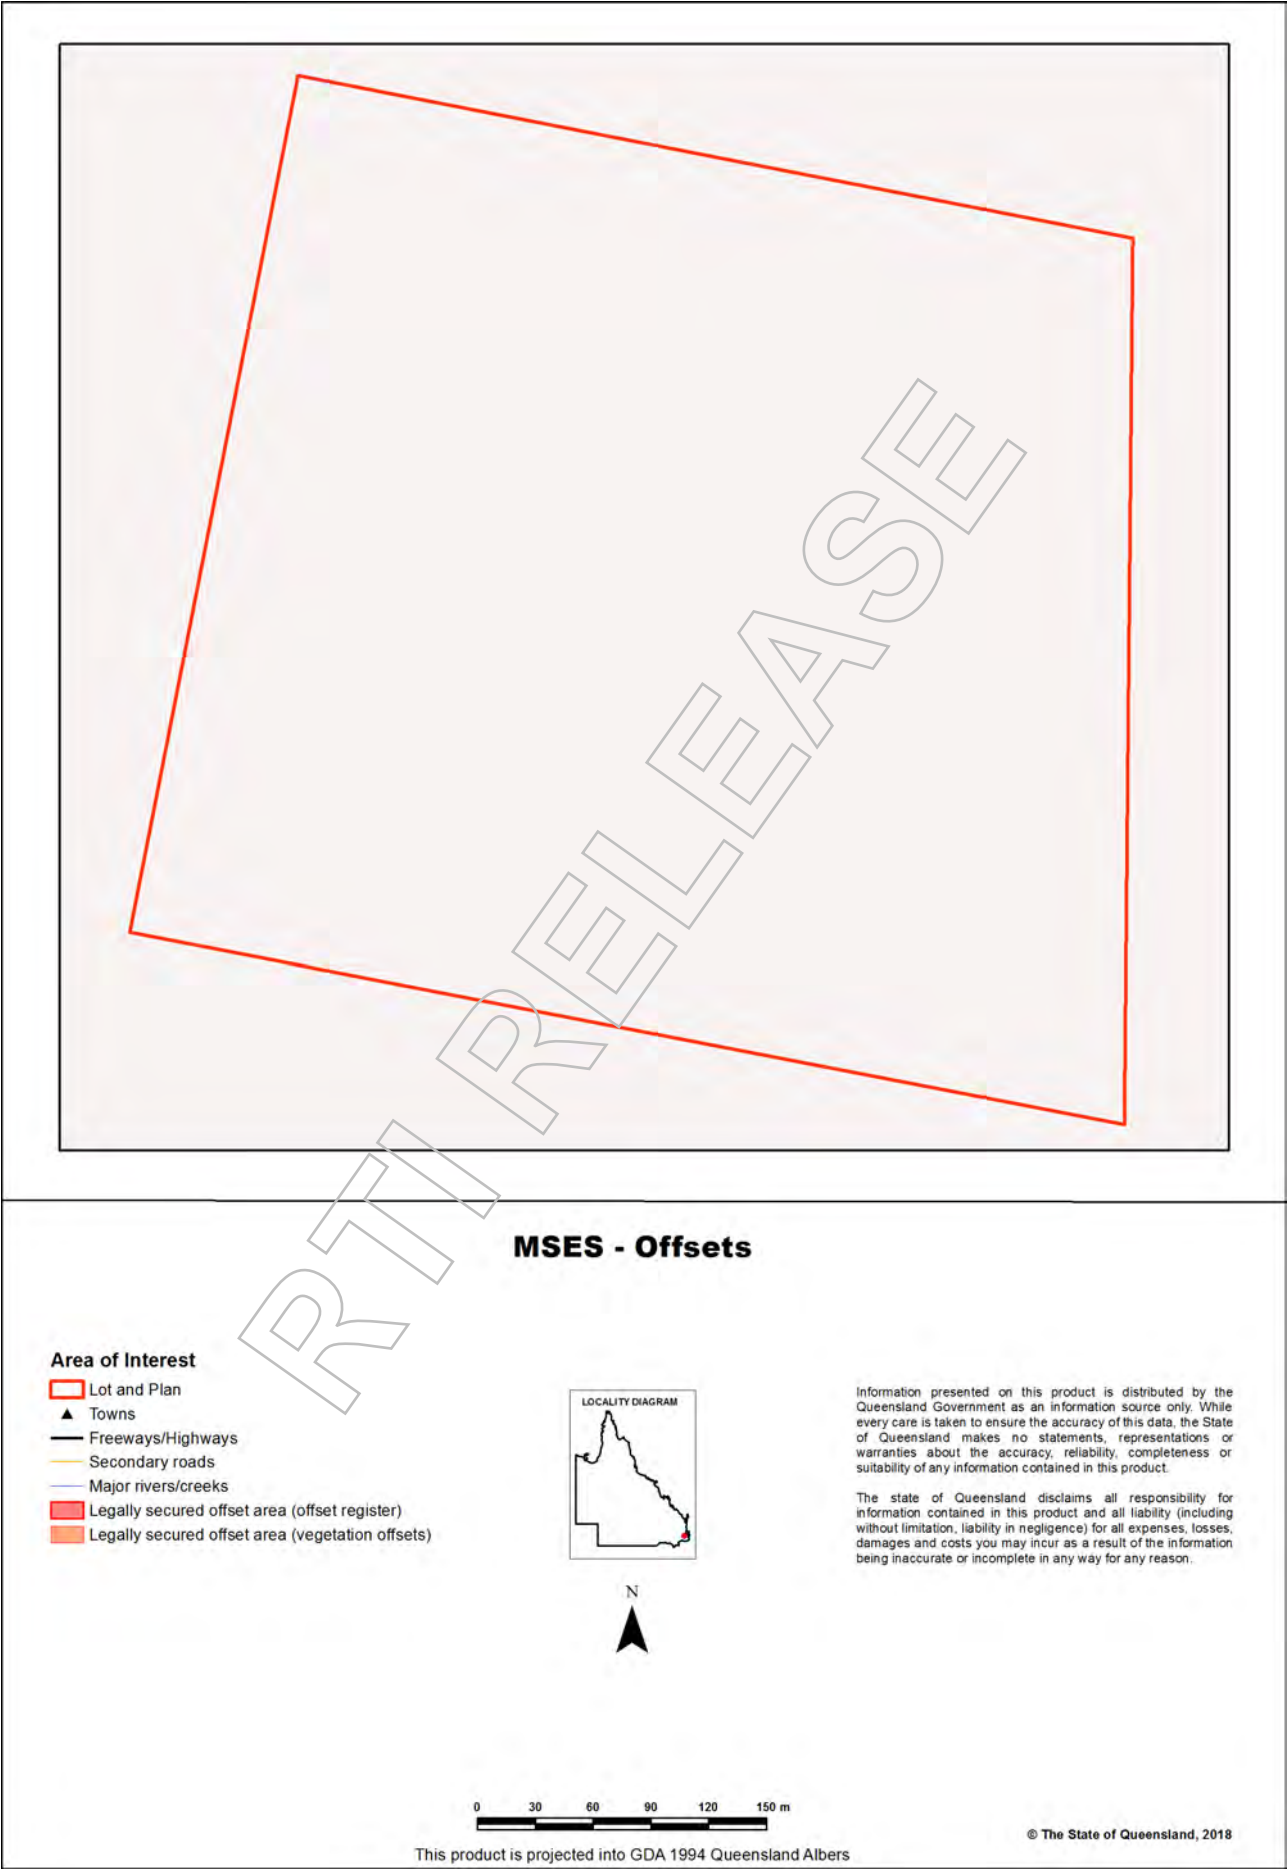 RTI RELEASE
MSES - Offsets
Area of Interest
Lot and Plan
Towns
Freeways/Highways
Secondary roads
Major rivers/creeks
Legally secured offset area (offset register)
Legally secured offset area (vegetation offsets)
LOCALITY DIAGRAM
N
Information presented on this product is distributed by the
Queensland Government as an information source only. While
every care is taken to ensure the accuracy of this data, the State
of Queensland makes no statements, representations or
warranties about the accuracy, reliability, completeness or
suitability of any information contained in this product.
The state of Queensland disclaims all responsibility for
information contained in this product and all liability (including
without limitation, liability in negligence) for all expenses, losses,
damages and costs you may incur as a result of the information
being inaccurate or incomplete in any way for any reason.
0 30 60 90 120 150 m
This product is projected into GDA 1994 Queensland Albers
© The State of Queensland, 2018